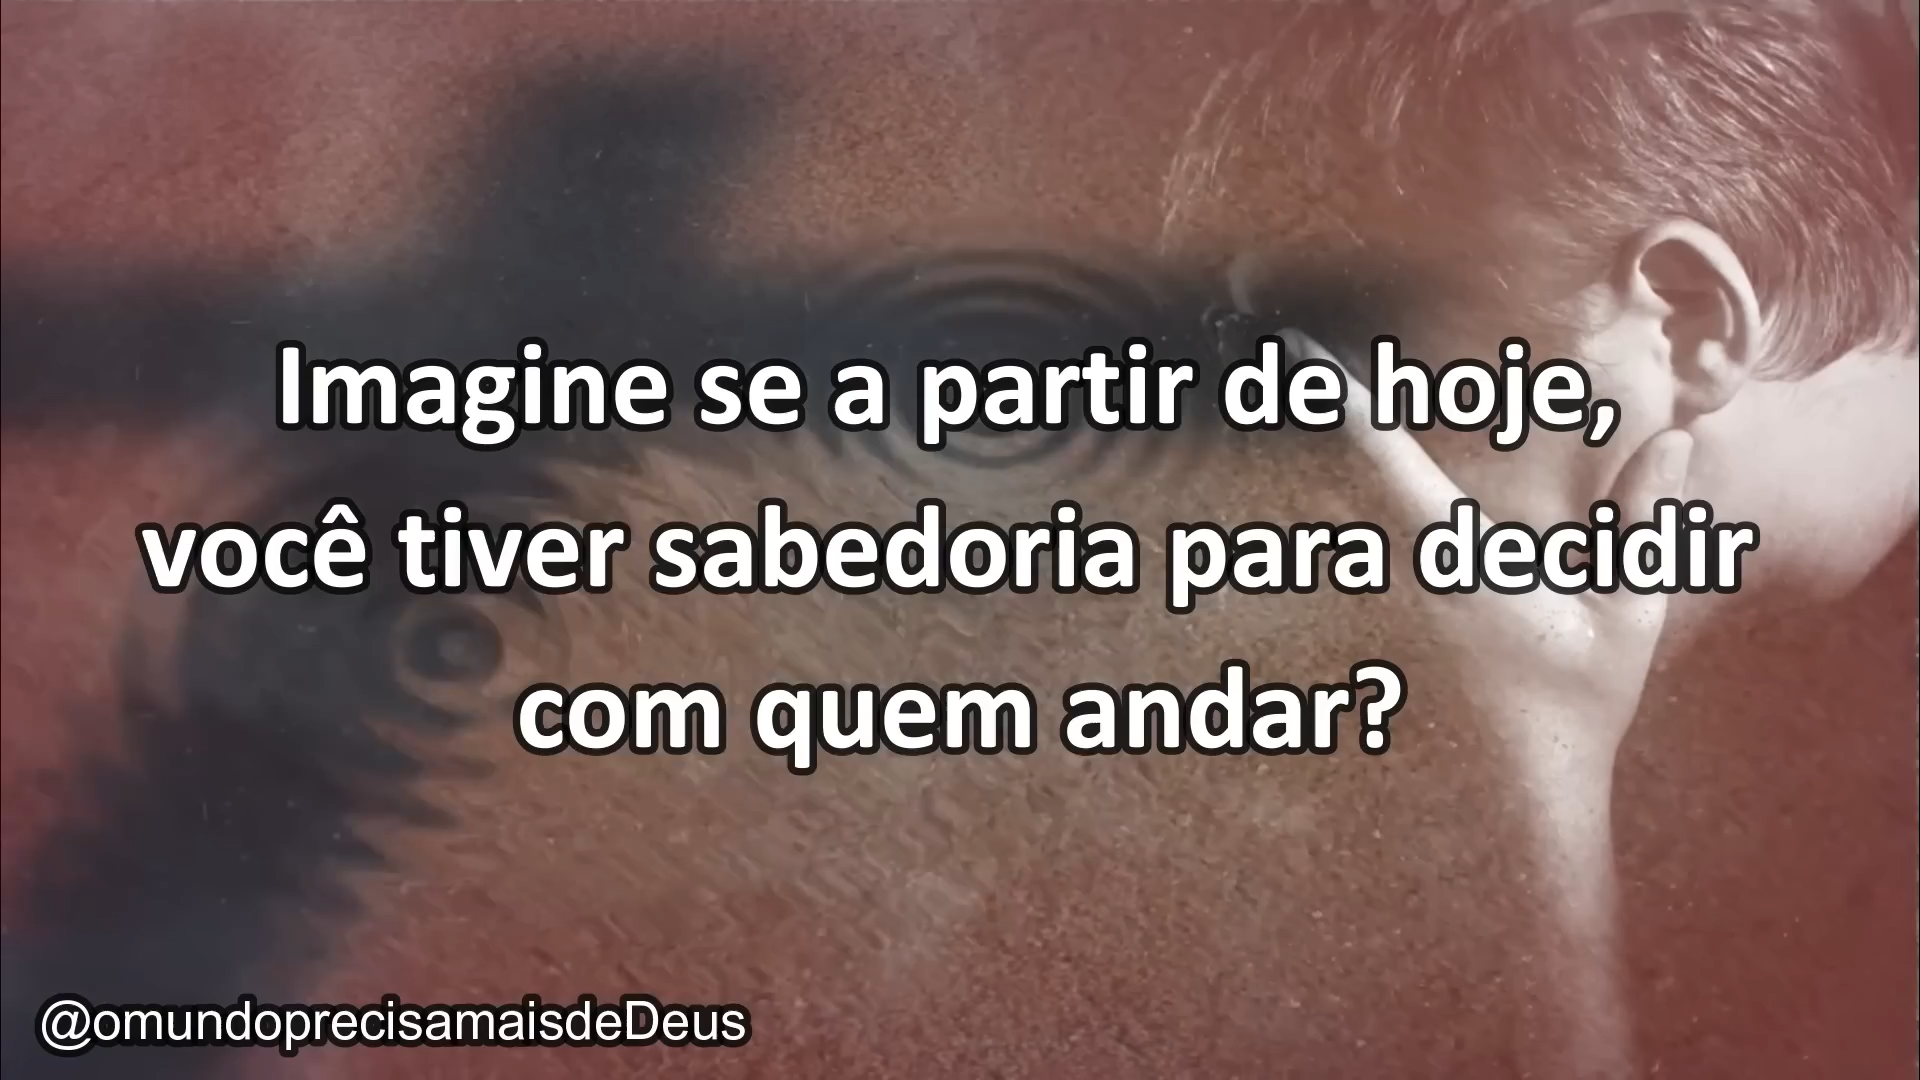 Imagine se a partir de hoje,
você tiver sabedoria para decidir
com quem andar?
@omundoprecisamaisdeDeus